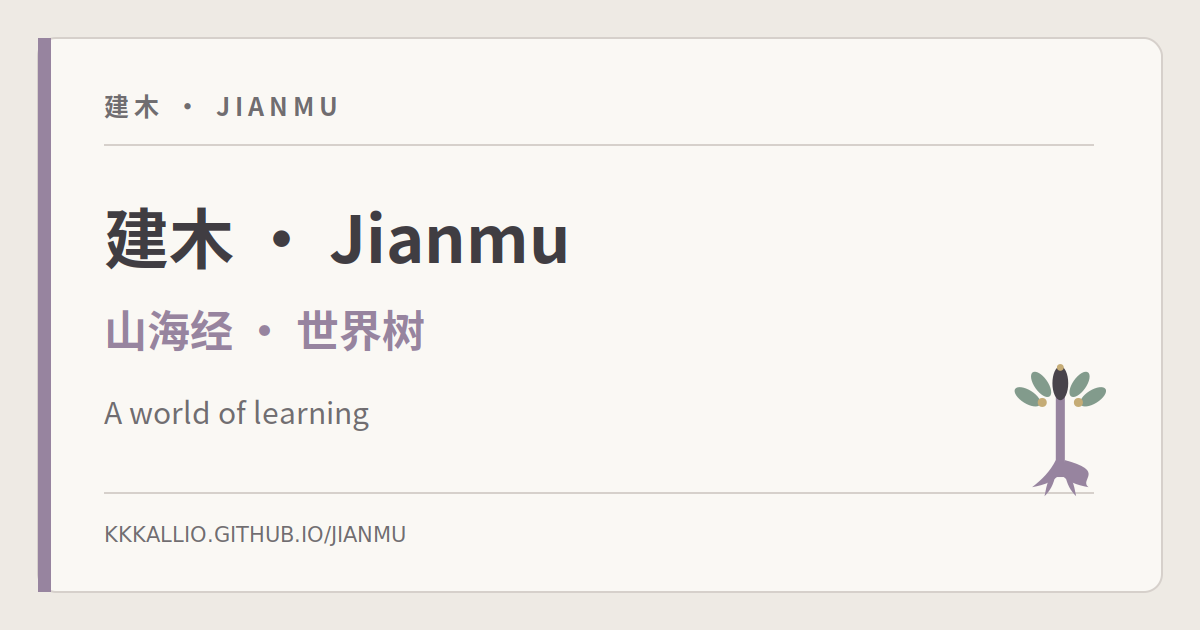 建木 · JIANMU
建木 · Jianmu
山海经 · 世界树
A world of learning
KKKALLIO.GITHUB.IO/JIANMU